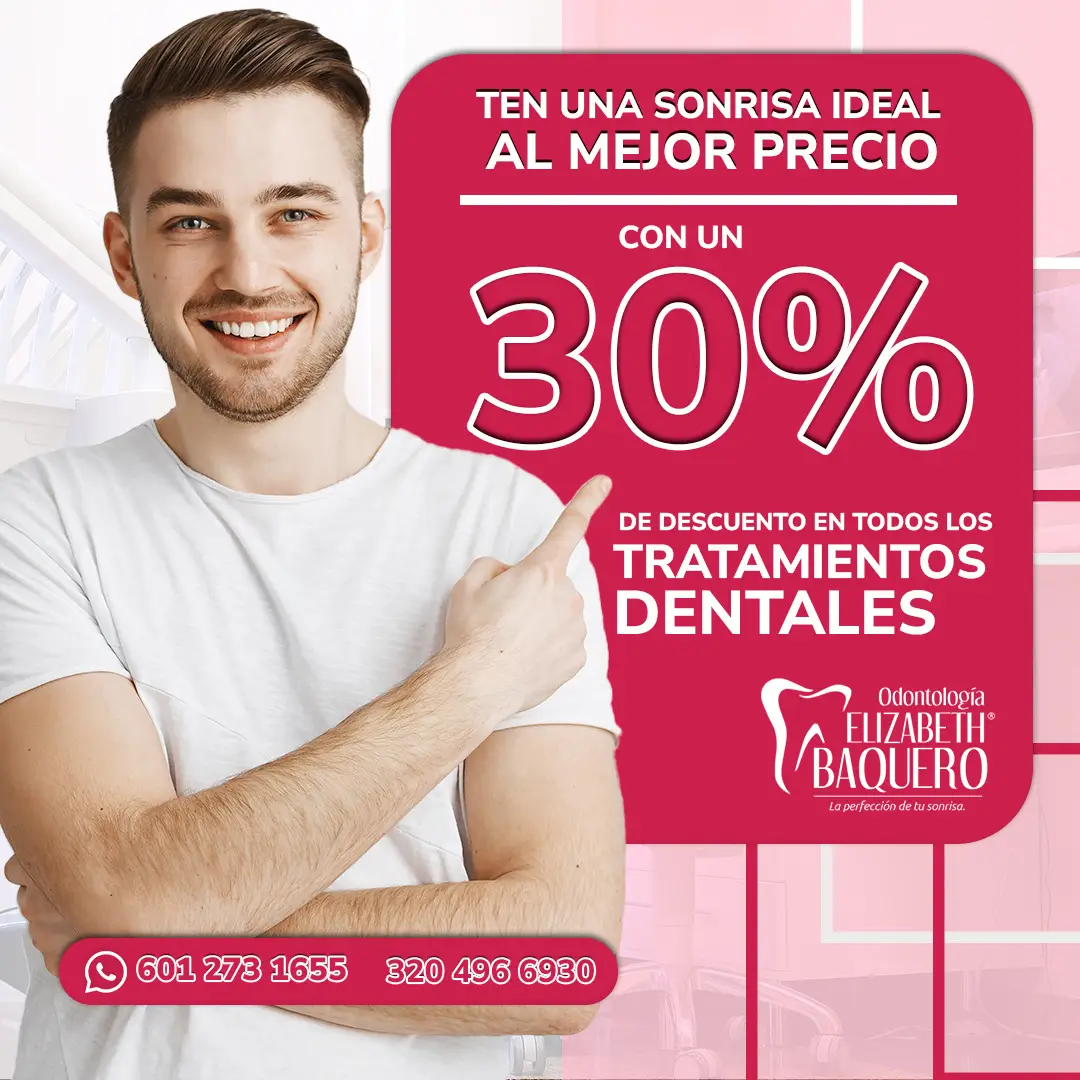 TEN UNA SONRISA IDEAL
AL MEJOR PRECIO
CON UN
30%
DE DESCUENTO EN TODOS LOS
TRATAMIENTOS
DENTALES
Odontología
ELIZABETH®
BAQUERO
La perfección de tu sonrisa.
601 273 1655 320 496 6930